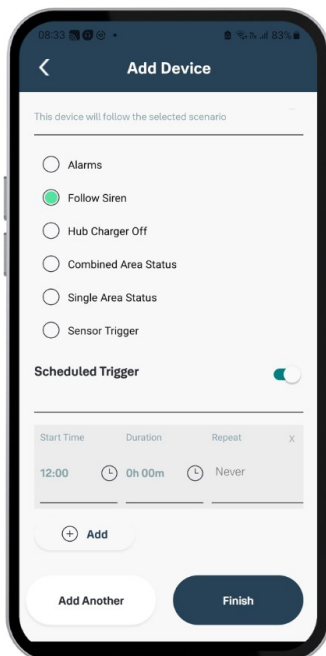 08:33 83%
Add Device
This device will follow the selected scenario
Alarms
Follow Siren
Hub Charger Off
Combined Area Status
Single Area Status
Sensor Trigger
Scheduled Trigger
Start Time Duration Repeat x
12:00 0h 00m Never
Add
Add Another Finish